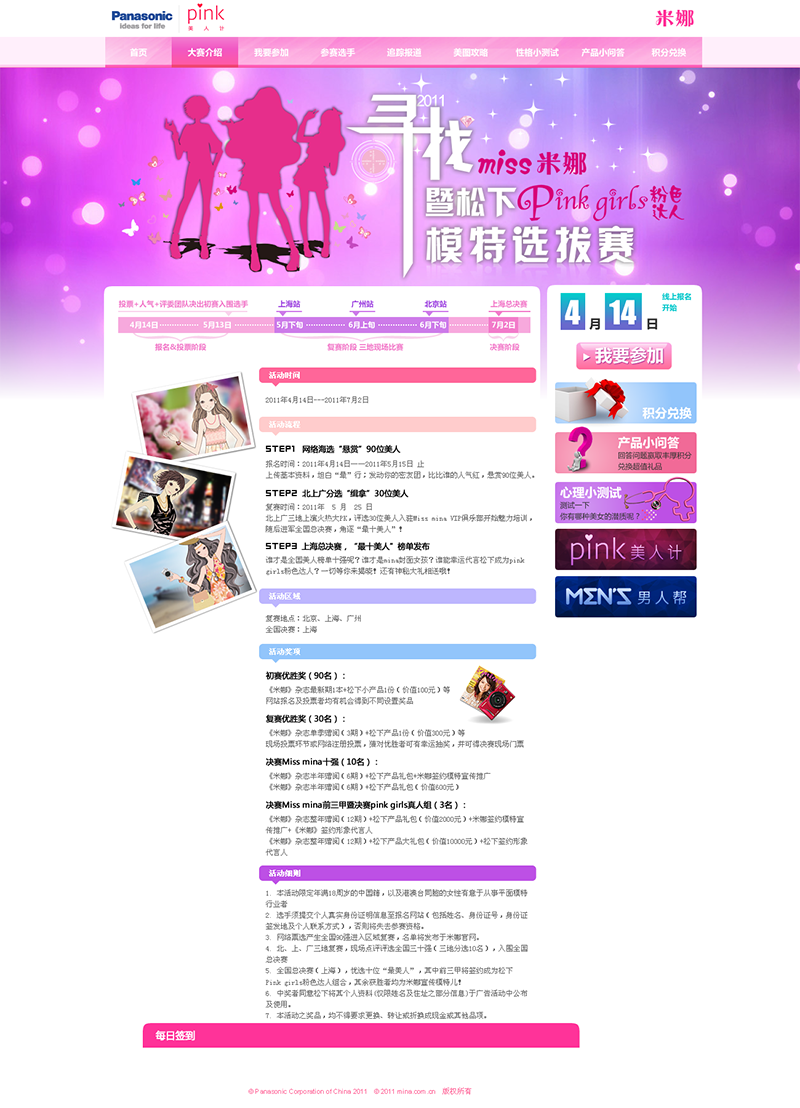 Panasonic
ideas for life
pink
美人计
米娜
首页 大赛介绍 我要参加 参赛选手 追踪报道 美图攻略 性格小测试 产品小问答 积分兑换
2011
寻找
miss 米娜
暨松下Pink girls粉色达人
模特选拔赛
投票+人气+评委团队决出初赛入围选手 上海站 广州站 北京站 上海总决赛
4月14日 5月13日 5月下旬 6月上旬 6月下旬 7月2日
报名&投票阶段 复赛阶段 三地现场比赛 决赛阶段
4月14日
线上报名
开始
我要参加
积分兑换
产品小问答
回答问题赢取丰厚积分
兑换超值礼品
心理小测试
测试一下
你有哪种美女的潜质呢?
pink美人计
MEN'S 男人帮
活动时间
2011年4月14日---2011年7月2日
活动流程
STEP1 网络海选“悬赏”90位美人
报名时间:2011年4月14日——2011年5月15日 止
上传基本资料,坦白“最”行;发动你的密友团,比比谁的人气红,悬赏90位美人。
STEP2 北上广分选“缉拿”30位美人
复赛时间:2011年 5 月 25 日
北上广三地上演火热大PK,评选30位美人入驻Miss mina VIP俱乐部开始魅力培训,
随后进军全国总决赛,角逐“最十美人”!
STEP3 上海总决赛,“最十美人”榜单发布
谁才是全国美人榜单十强呢?谁才是mina封面女孩?谁能幸运代言松下成为pink
girls粉色达人?一切等你来揭晓!还有神秘大礼相送哦!
活动区域
复赛地点:北京、上海、广州
全国决赛:上海
活动奖项
初赛优胜奖(90名):
《米娜》杂志最新期1本+松下小产品1份(价值100元)等
网站报名及投票者均有机会得到不同设置奖品
复赛优胜奖(30名):
《米娜》杂志单季赠阅(3期)+松下产品1份(价值300元)等
现场投票环节或网络注册投票,猜对优胜者可有幸运抽奖,并可得决赛现场门票
决赛Miss mina十强(10名):
《米娜》杂志半年赠阅(6期)+松下产品礼包+米娜签约模特宣传推广
《米娜》杂志半年赠阅(6期)+松下产品礼包(价值600元)
决赛Miss mina前三甲暨决赛pink girls真人组(3名):
《米娜》杂志整年赠阅(12期)+松下产品礼包(价值2000元)+米娜签约模特宣
传推广+《米娜》签约形象代言人
《米娜》杂志整年赠阅(12期)+松下产品大礼包(价值10000元)+松下签约形象
代言人
活动细则
1. 本活动限定年满18周岁的中国籍,以及港澳台同胞的女性有意于从事平面模特
行业者
2. 选手须提交个人真实身份证明信息至报名网站(包括姓名、身份证号,身份证
签发地及个人联系方式),否则将失去参赛资格。
3. 网络票选产生全国90强进入区域复赛,名单将发布于米娜官网。
4. 北、上、广三地复赛,现场点评评选全国三十强(三地分选10名),入围全国
总决赛
5. 全国总决赛(上海),优选十位“最美人”,其中前三甲将签约成为松下
Pink girls粉色达人组合,其余获胜者均为米娜宣传模特儿!
6. 中奖者同意松下将其个人资料(仅限姓名及住址之部分信息)于广告活动中公布
及使用。
7. 本活动之奖品,均不得要求更换、转让或折换成现金或其他品项。
每日签到
© Panasonic Corporation of China 2011 © 2011 mina.com.cn 版权所有